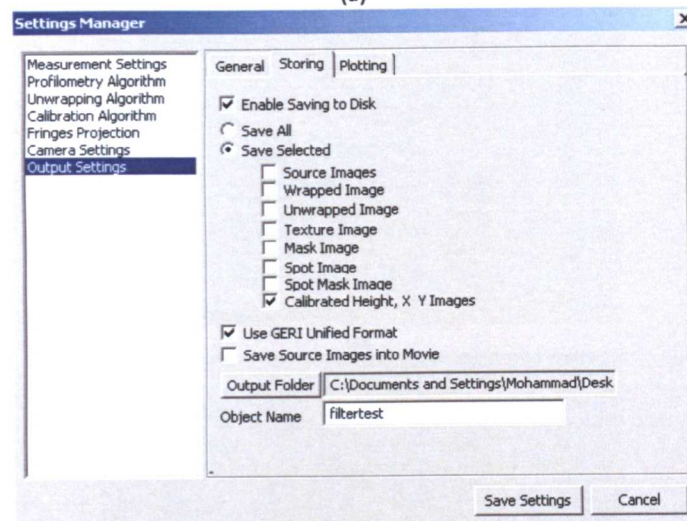 Settings Manager
Measurement Settings
Profilometry Algorithm
Unwrapping Algorithm
Calibration Algorithm
Fringes Projection
Camera Settings
Output Settings
General Storing Plotting
Enable Saving to Disk
Save All
Save Selected
Source Images
Wrapped Image
Unwrapped Image
Texture Image
Mask Image
Spot Image
Spot Mask Image
Calibrated Height, X Y Images
Use GERI Unified Format
Save Source Images into Movie
Output Folder C:\Documents and Settings\Mohammad\Desk
Object Name filtertest
Save Settings Cancel